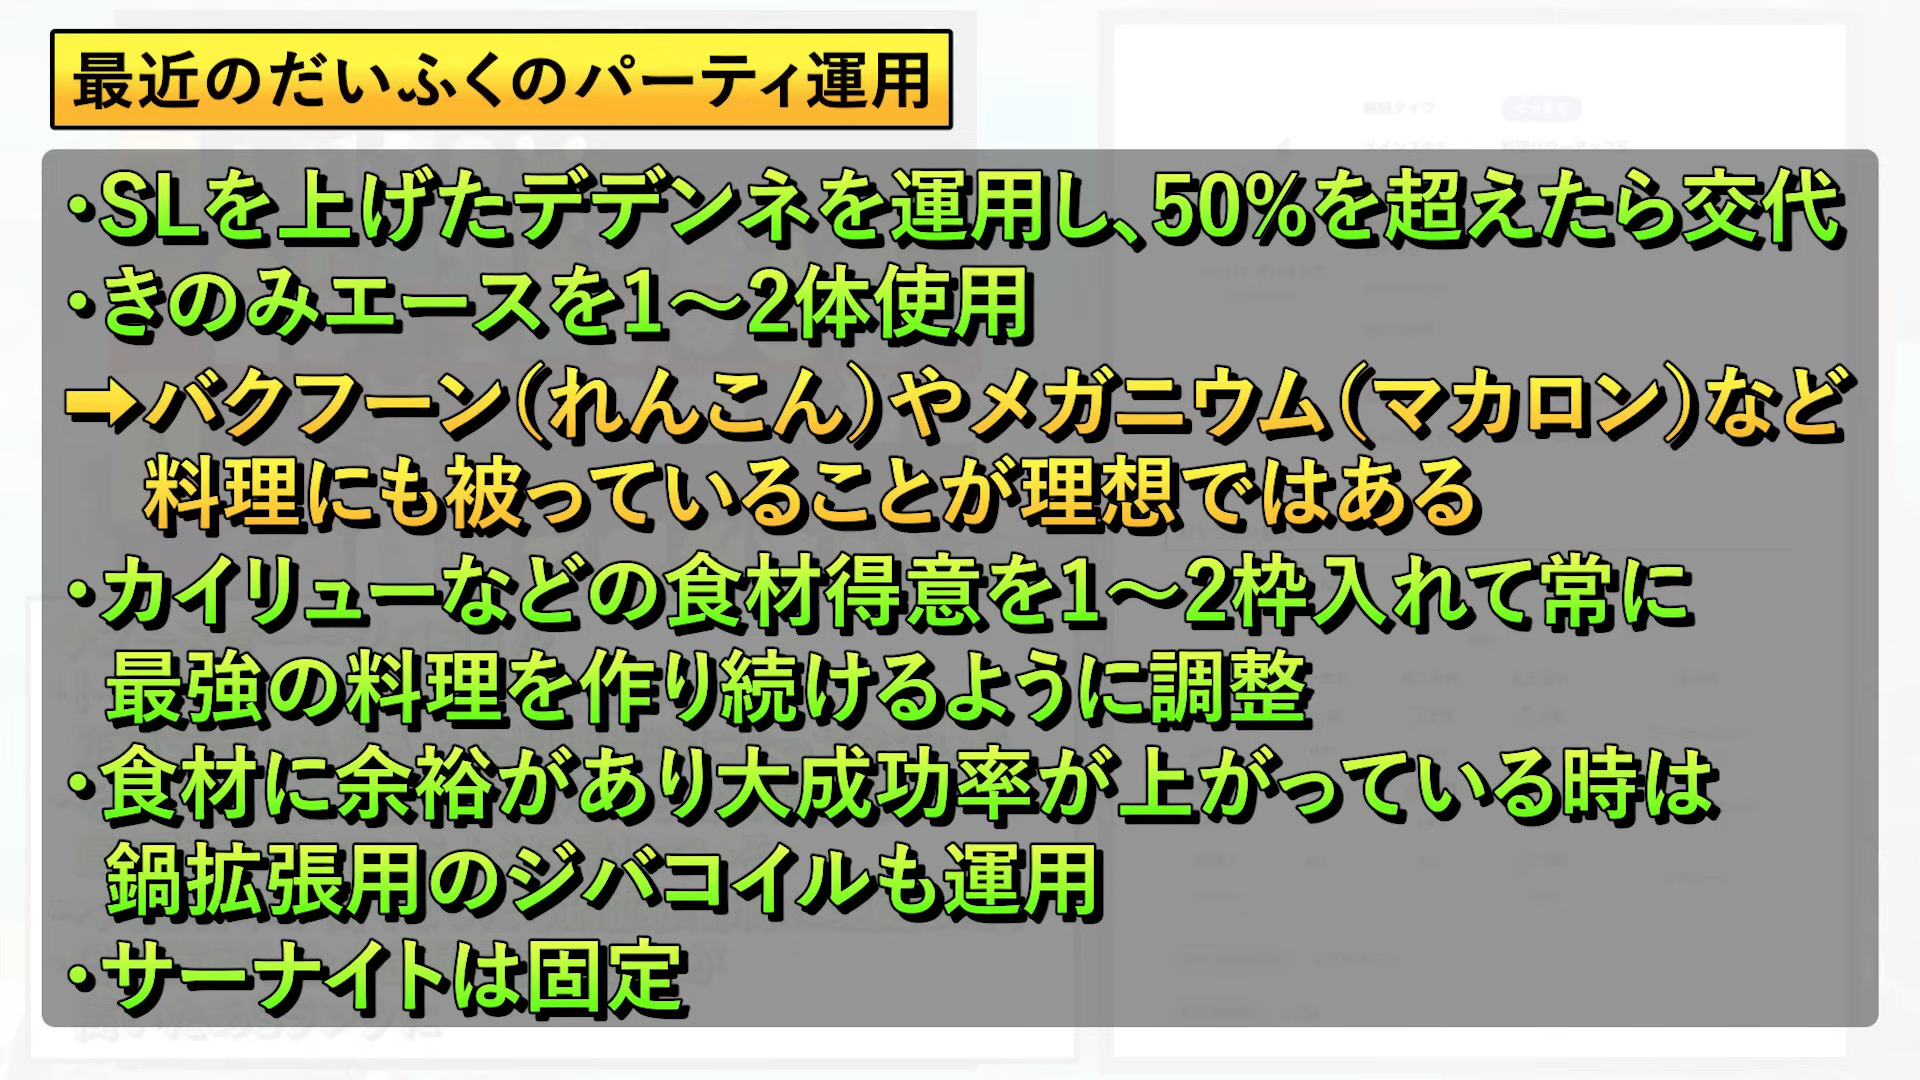 最近のだいふくのパーティ運用
・SLを上げたデデンネを運用し、50%を超えたら交代
・きのみエースを1～2体使用
➡バクフーン（れんこん）やメガニウム（マカロン）など
料理にも被っていることが理想ではある
・カイリューなどの食材得意を1～2枠入れて常に
最強の料理を作り続けるように調整
・食材に余裕があり大成功率が上がっている時は
鍋拡張用のジバコイルも運用
・サーナイトは固定